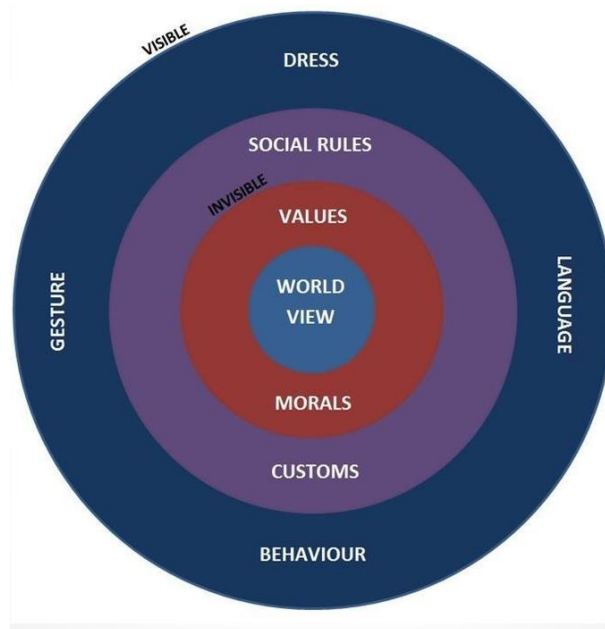 VISIBLE
DRESS
SOCIAL RULES
INVISIBLE
VALUES
GESTURE
WORLD
VIEW
LANGUAGE
MORALS
CUSTOMS
BEHAVIOUR